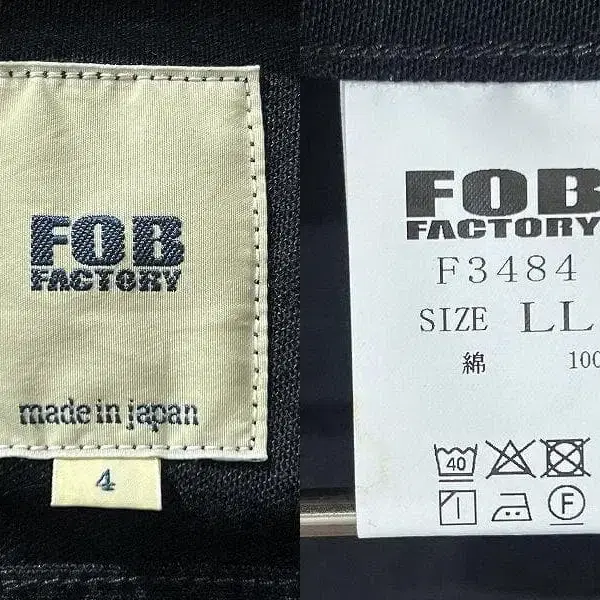 FOB
FACTORY
made in japan
4
FOB
FACTORY
F3484
SIZE LL
綿 100
40
F